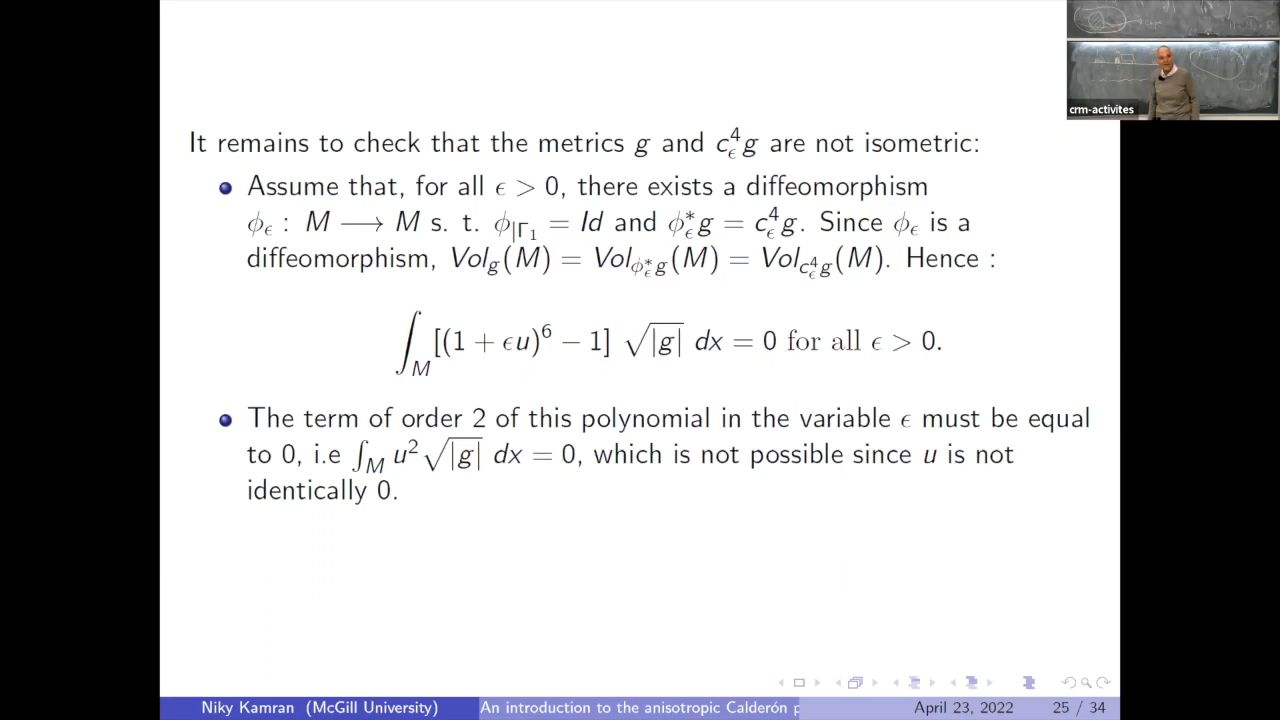 crm-activites
It remains to check that the metrics g and c_ϵ^4 g are not isometric:
Assume that, for all ϵ > 0, there exists a diffeomorphism
ϕ_ϵ : M ⟶ M s. t. ϕ_{|Γ_1} = Id and ϕ_ϵ^* g = c_ϵ^4 g. Since ϕ_ϵ is a
diffeomorphism, Vol_g(M) = Vol_{ϕ_ϵ^* g}(M) = Vol_{c_ϵ^4 g}(M). Hence :
∫_M [(1 + ϵu)^6 − 1] √|g| dx = 0 for all ϵ > 0.
The term of order 2 of this polynomial in the variable ϵ must be equal
to 0, i.e ∫_M u^2 √|g| dx = 0, which is not possible since u is not
identically 0.
Niky Kamran (McGill University) An introduction to the anisotropic Calderón p April 23, 2022 25 / 34